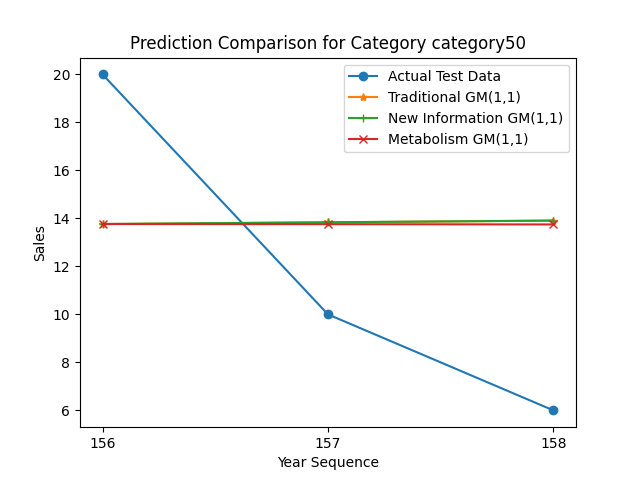 Prediction Comparison for Category category50
Actual Test Data
Traditional GM(1,1)
New Information GM(1,1)
Metabolism GM(1,1)
20
18
16
14
12
10
8
6
Sales
156
157
158
Year Sequence